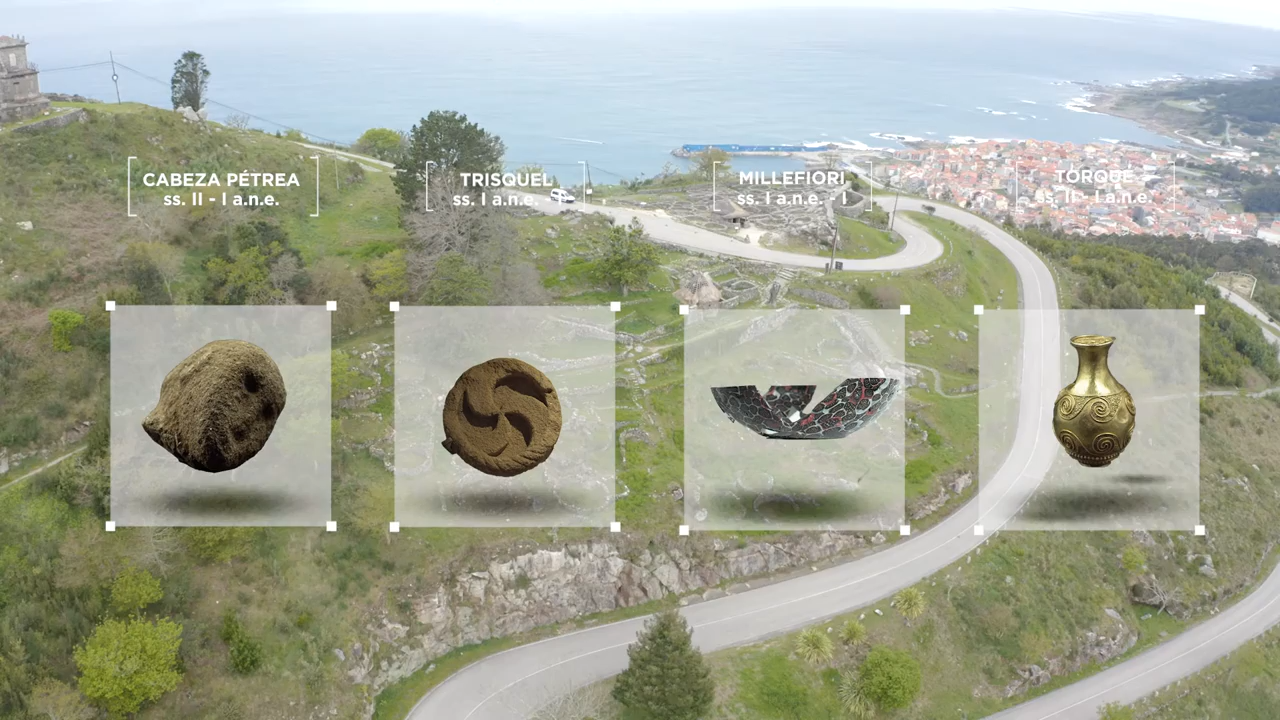 CABEZA PÉTREA
ss. II - I a.n.e.
TRISQUEL
ss. I a.n.e.
MILLEFIORI
ss. I a.n.e. - I
TORQUE
ss. II - I a.n.e.